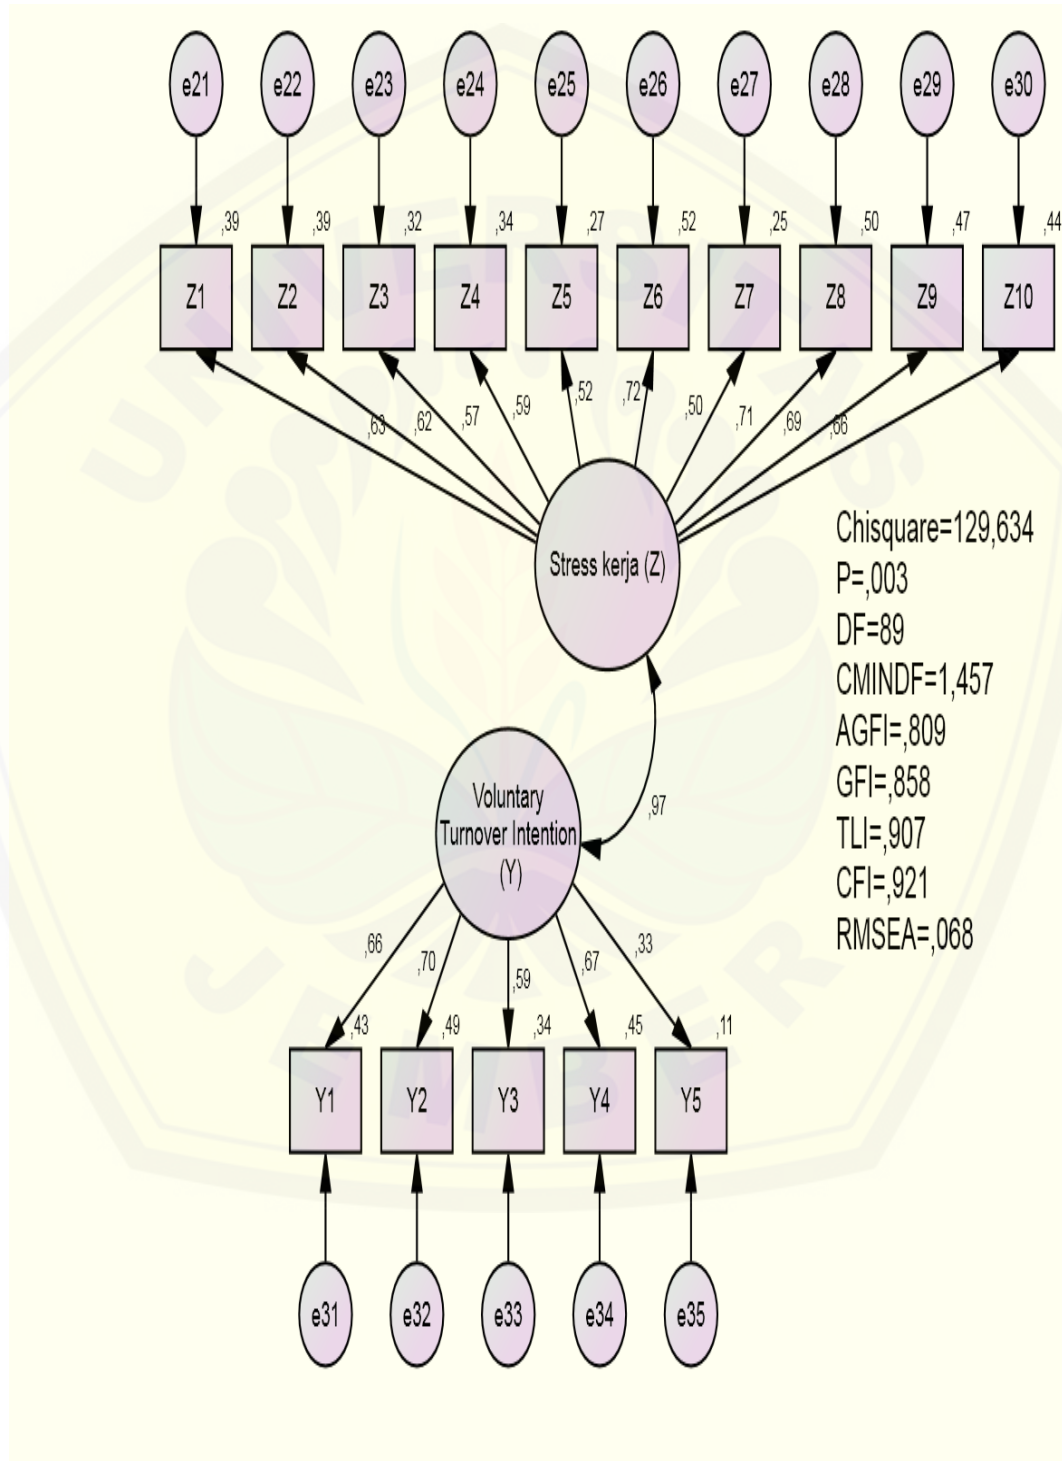 e21 e22 e23 e24 e25 e26 e27 e28 e29 e30
,39 ,39 ,32 ,34 ,27 ,52 ,25 ,50 ,47 ,44
Z1 Z2 Z3 Z4 Z5 Z6 Z7 Z8 Z9 Z10
,63 ,62 ,57 ,59 ,52 ,72 ,50 ,71 ,69 ,66
Stress kerja (Z)
Chisquare=129,634
P=,003
DF=89
CMINDF=1,457
AGFI=,809
GFI=,858
TLI=,907
CFI=,921
RMSEA=,068
,97
Voluntary
Turnover Intention
(Y)
,66 ,70 ,59 ,67 ,33
,43 ,49 ,34 ,45 ,11
Y1 Y2 Y3 Y4 Y5
e31 e32 e33 e34 e35
UNIVERSITAS
JEMBER